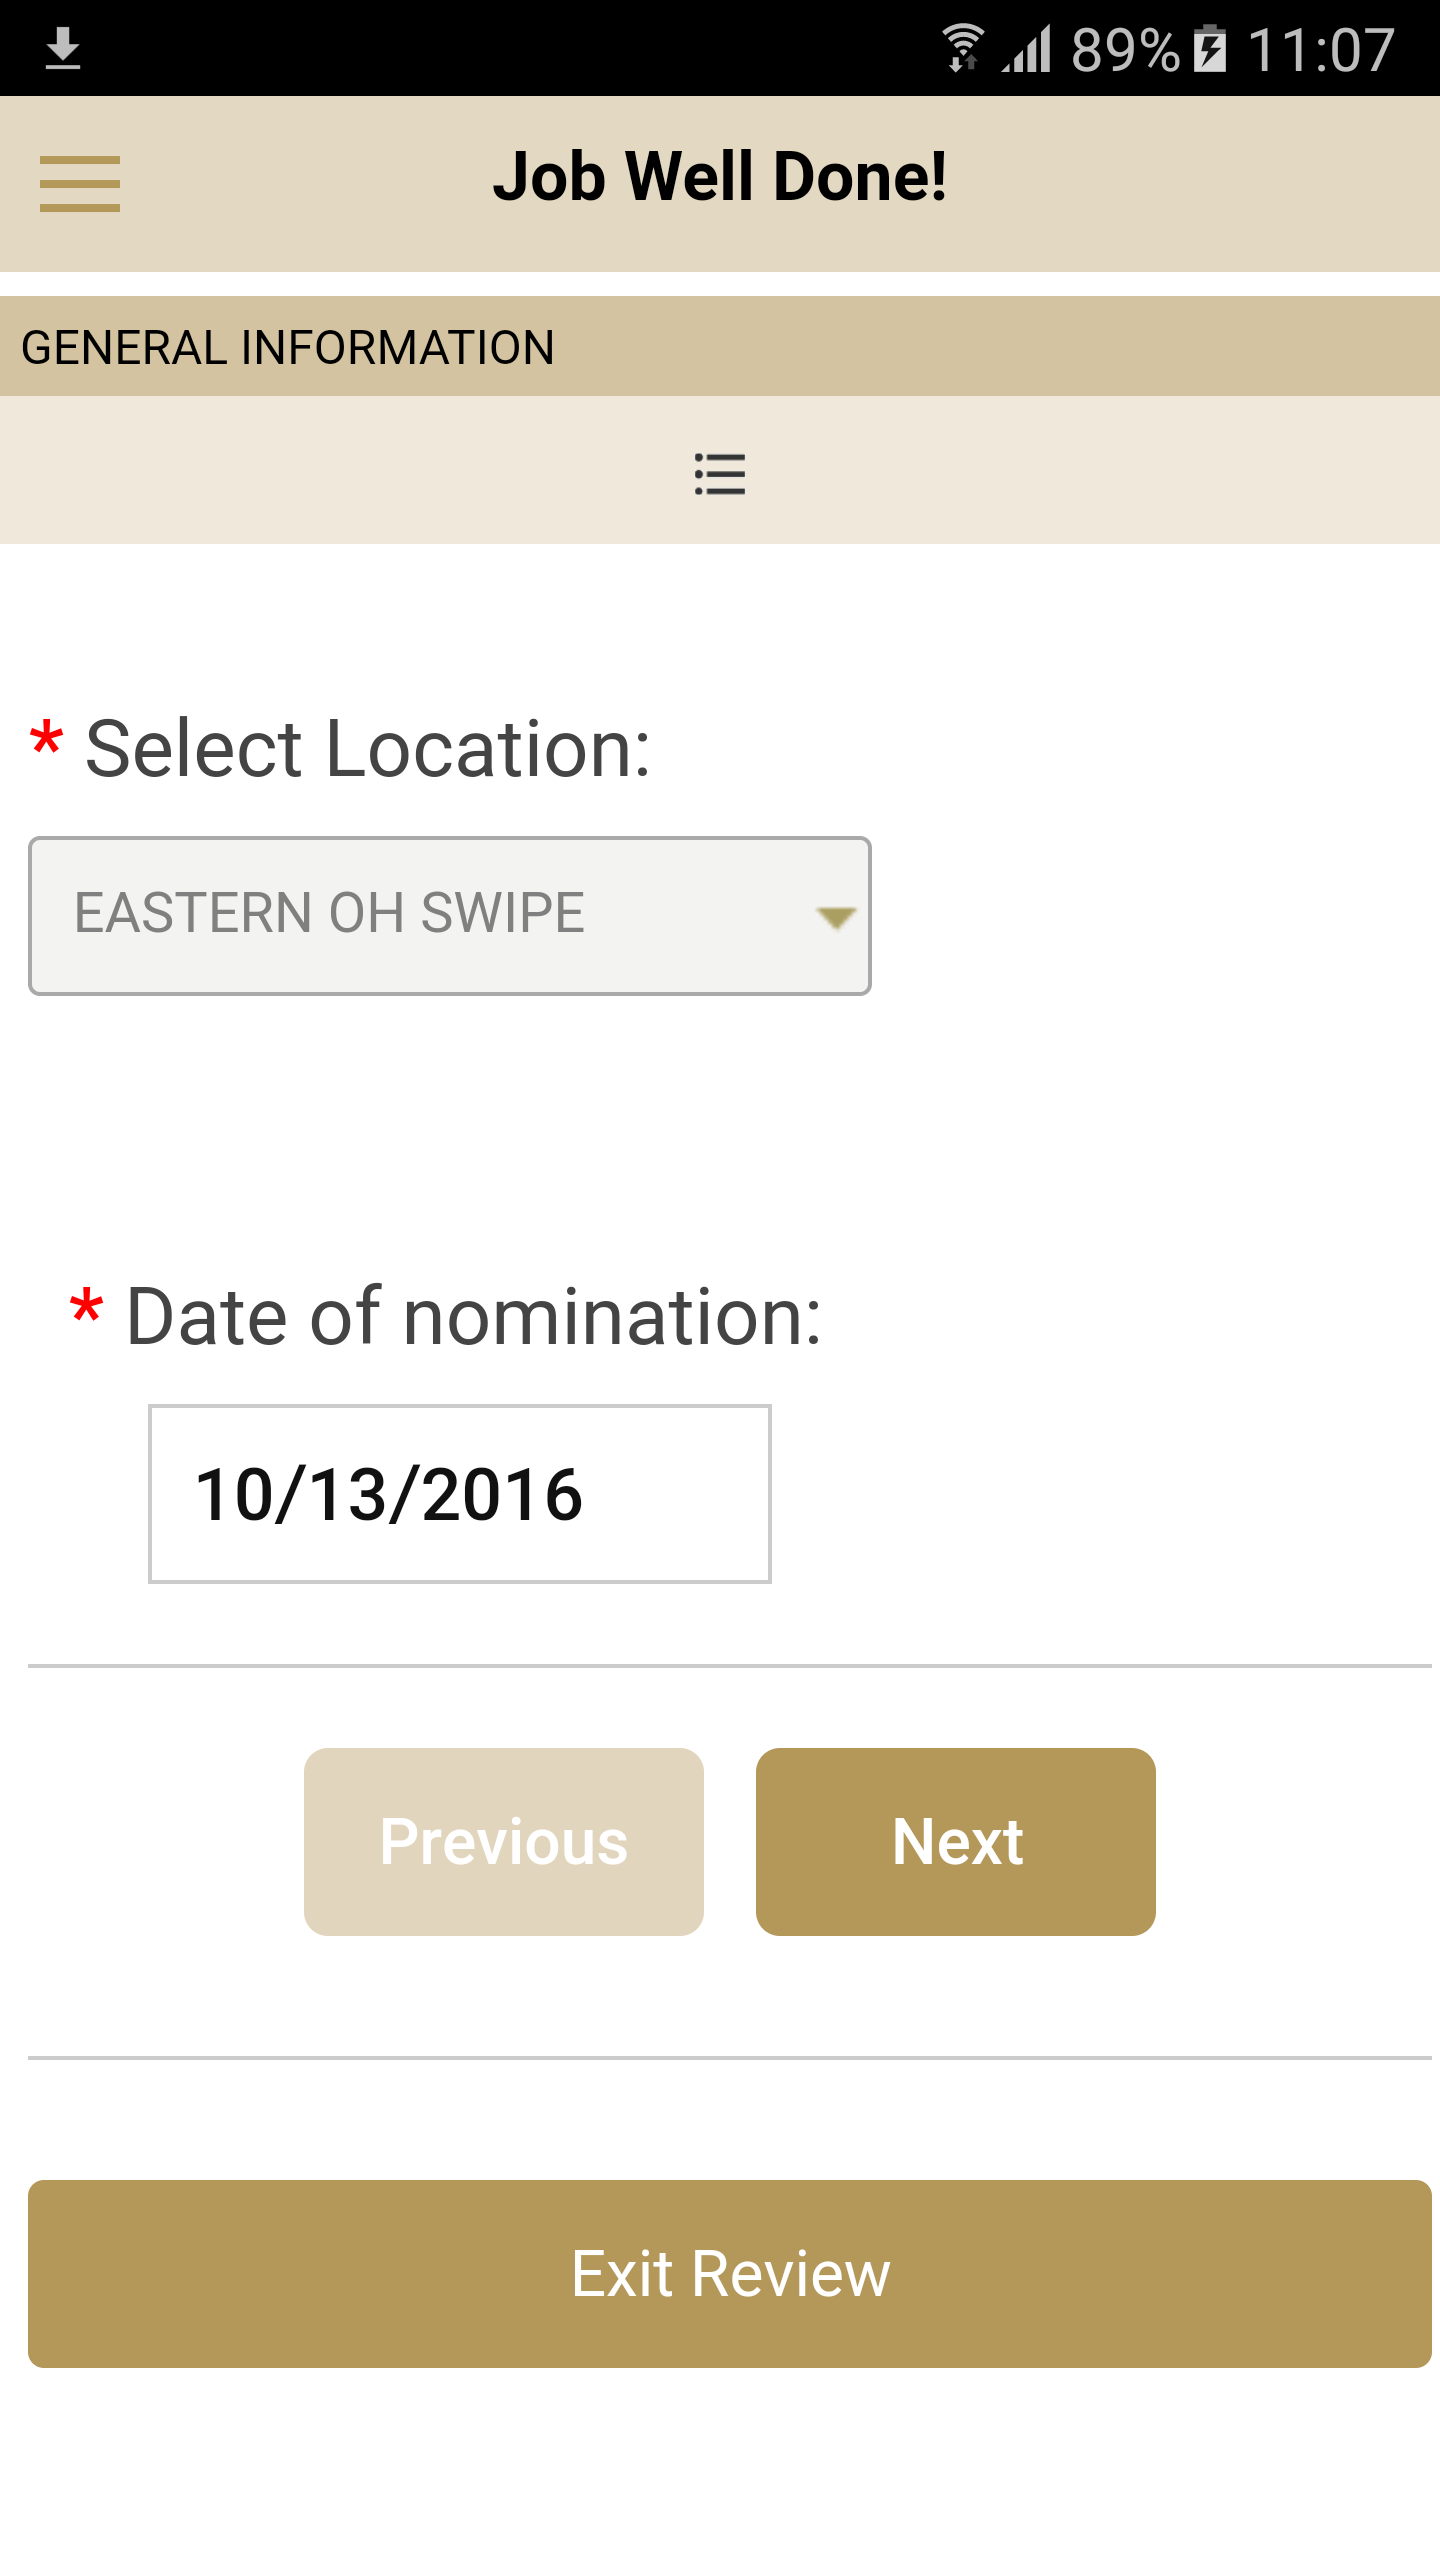 89% 11:07
Job Well Done!
GENERAL INFORMATION
* Select Location:
EASTERN OH SWIPE
* Date of nomination:
10/13/2016
Previous Next
Exit Review